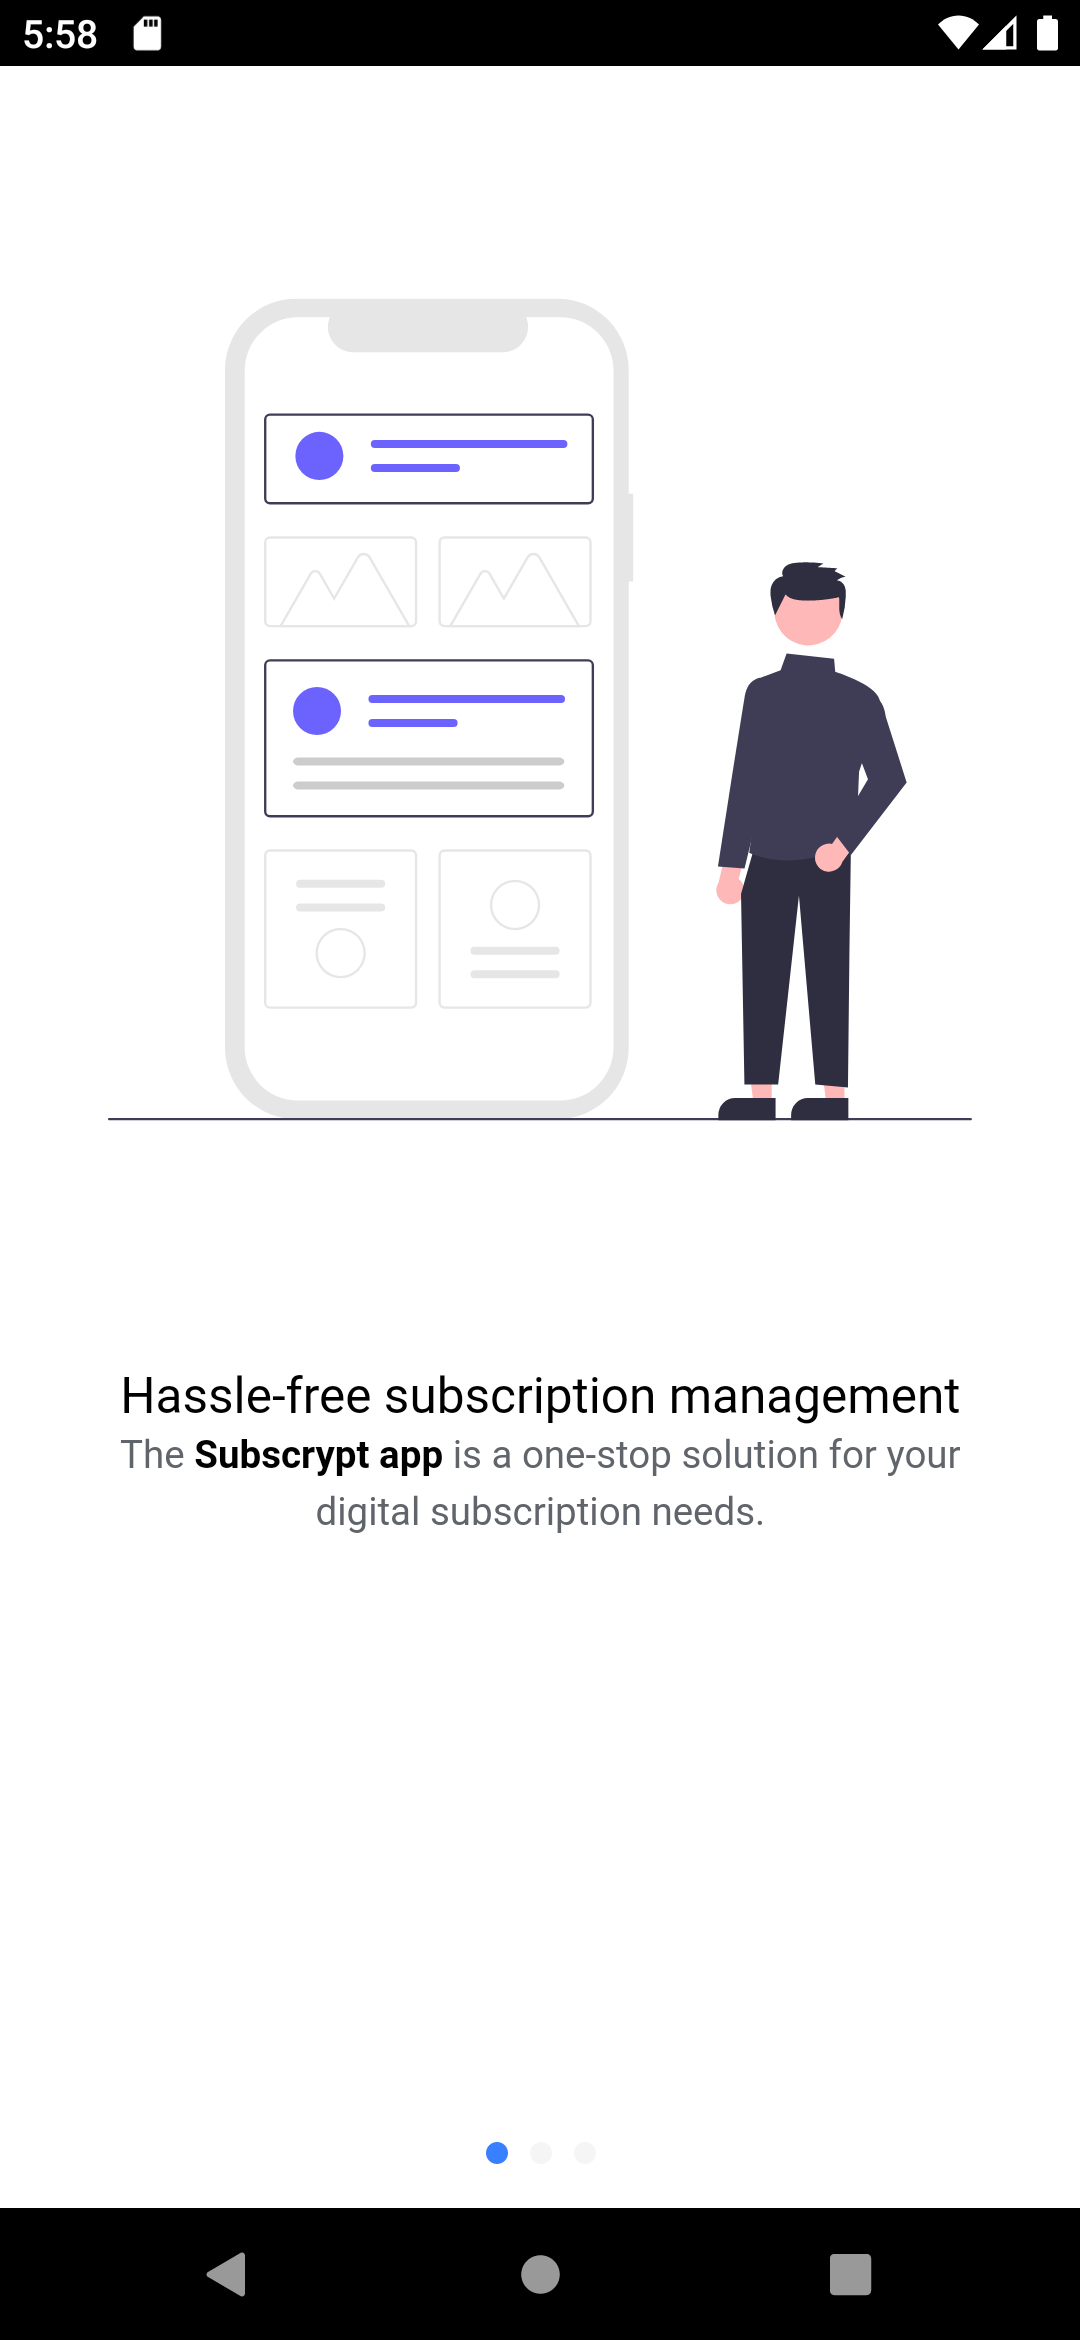 5:58
Hassle-free subscription management
The Subscrypt app is a one-stop solution for your
digital subscription needs.